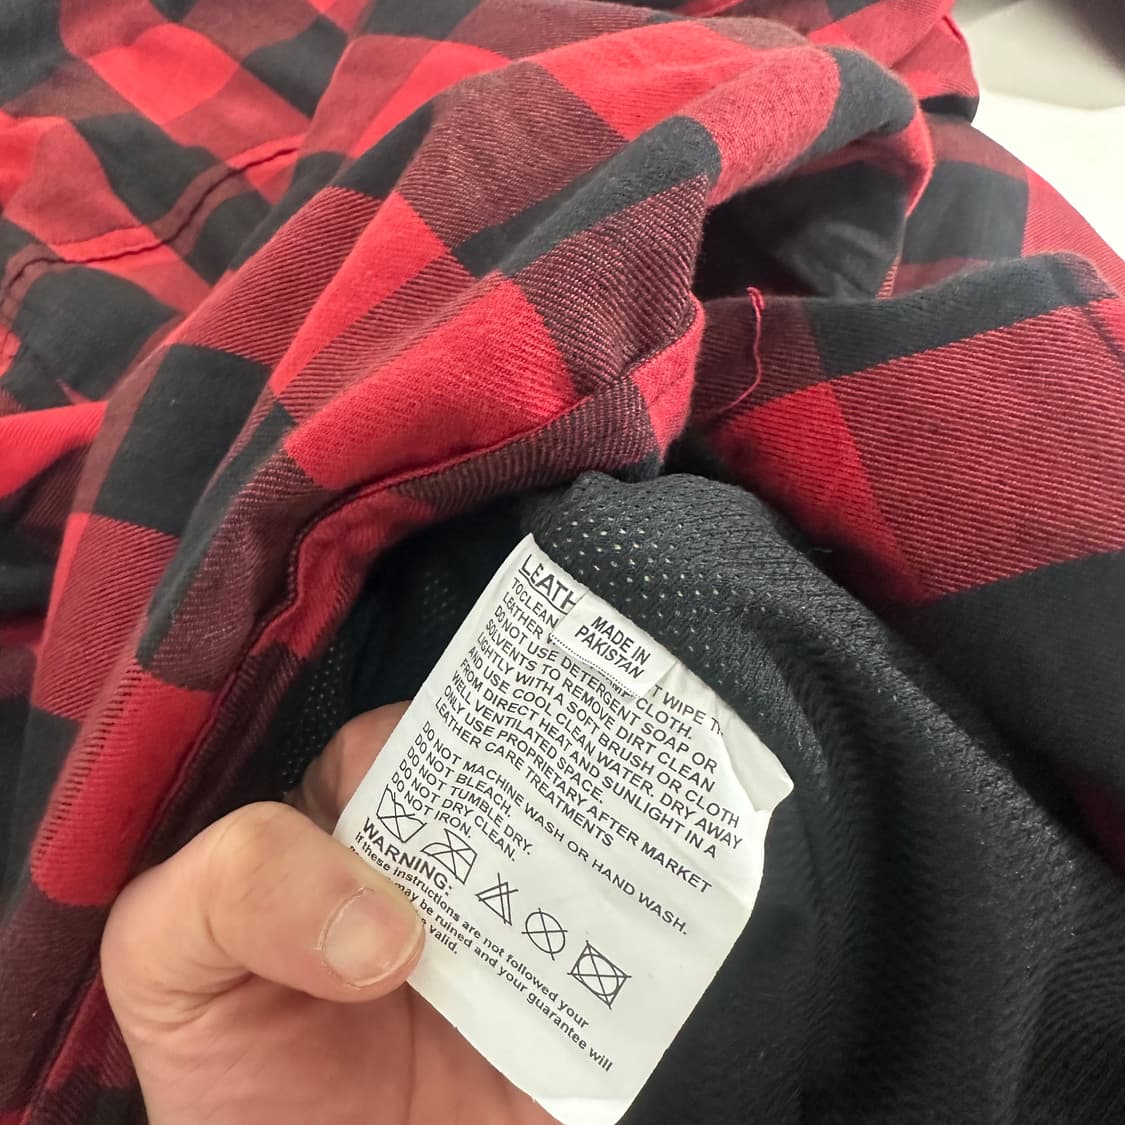 LEATH
MADE IN
PAKISTAN
TOCLEAN T WIPE
LEATHER CLOTH.
DO NOT USE DETERGENT SOAP OR
SOLVENTS TO REMOVE DIRT CLEAN
LIGHTLY WITH A SOFT BRUSH OR CLOTH
AND USE COOL CLEAN WATER. DRY AWAY
FROM DIRECT HEAT AND SUNLIGHT IN A
WELL VENTILATED SPACE.
ONLY USE PROPRIETARY AFTER MARKET
LEATHER CARE TREATMENTS
DO NOT MACHINE WASH OR HAND WASH.
DO NOT BLEACH.
DO NOT TUMBLE DRY.
DO NOT DRY CLEAN.
DO NOT IRON.
WARNING:
If these instructions are not followed your
may be ruined and your guarantee will
valid.